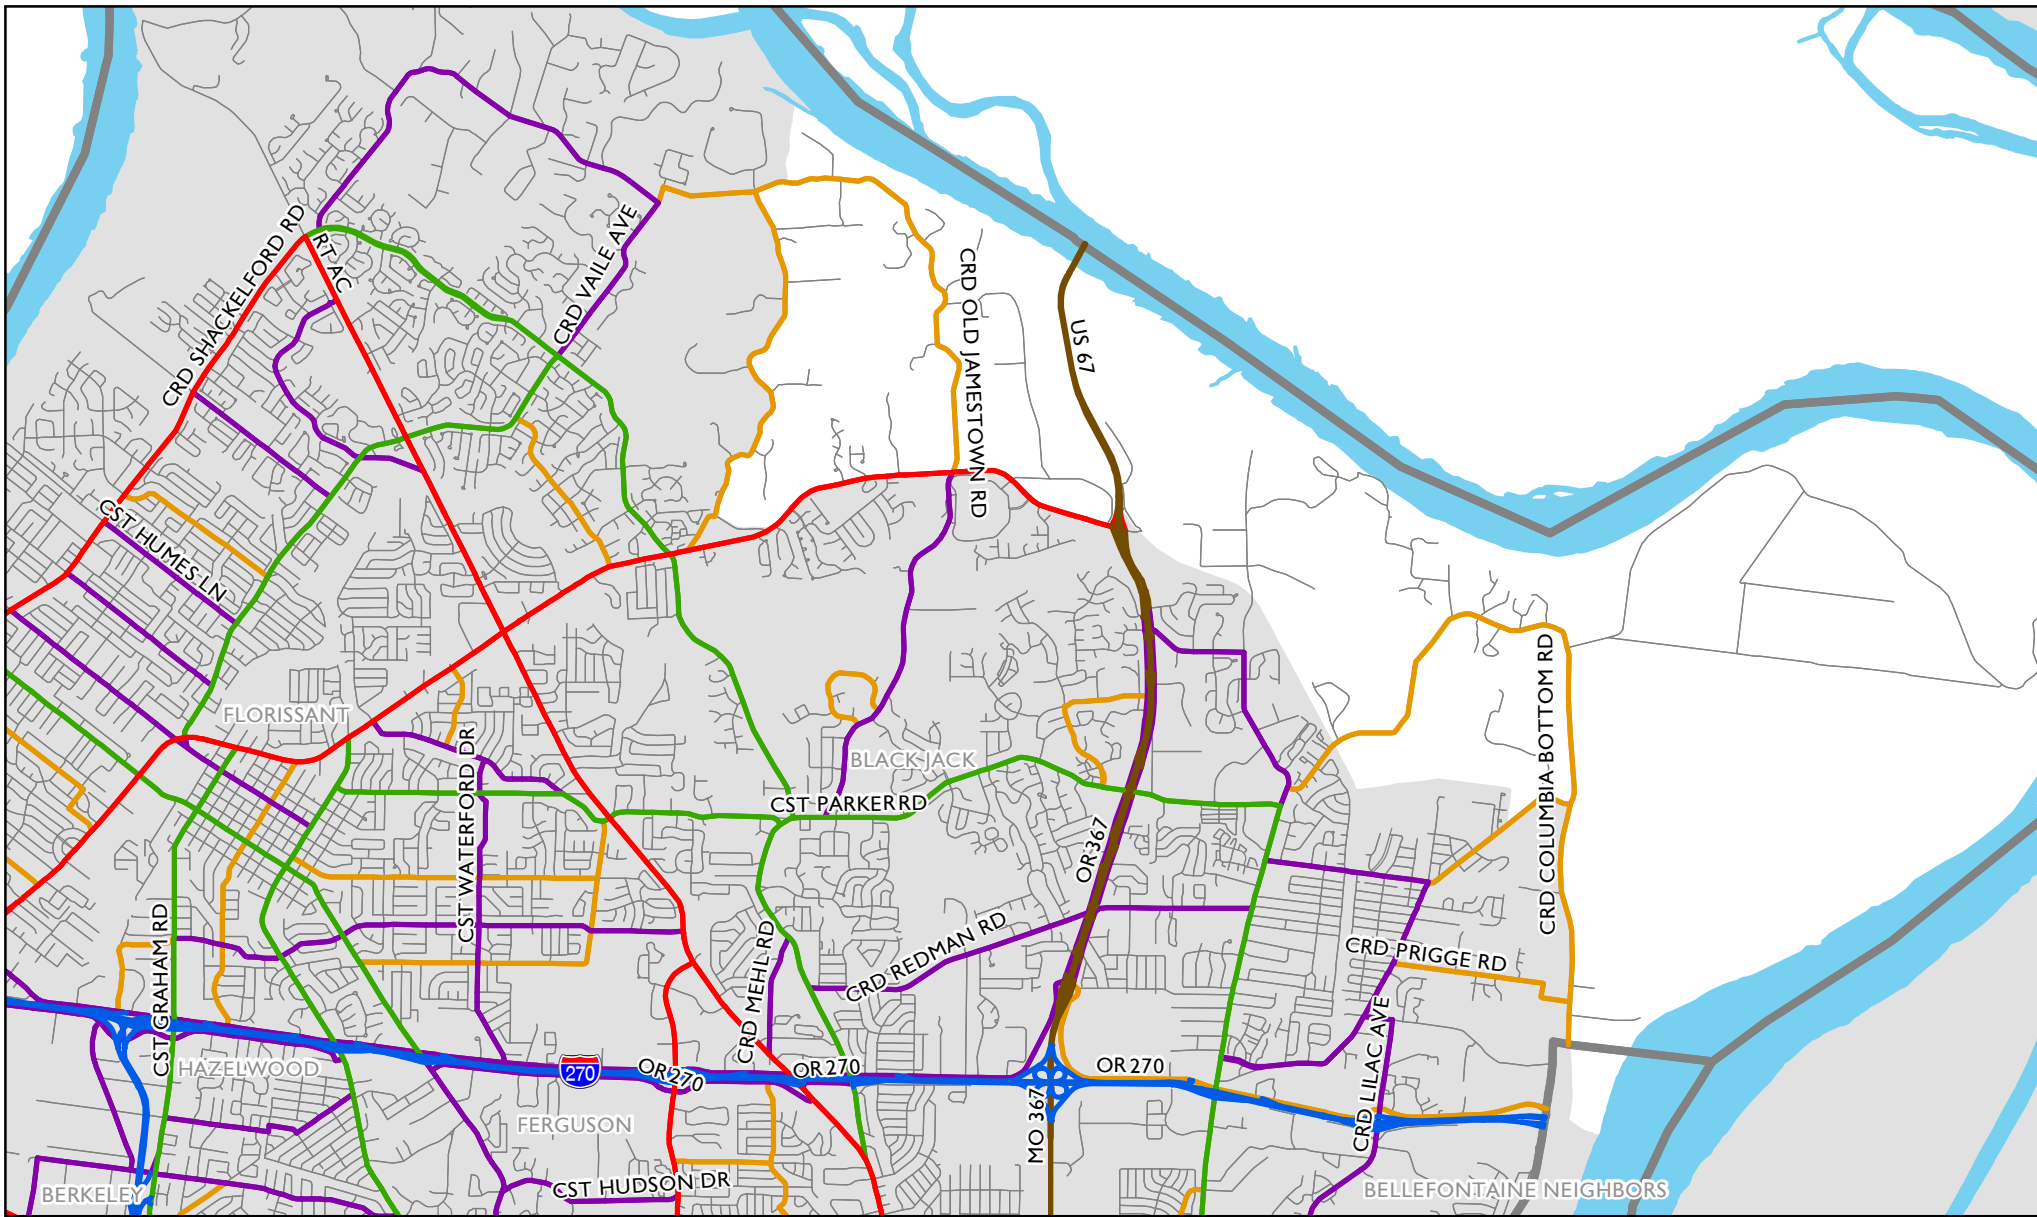 CRD SHACKELFORD RD
RT AC
CRD VAILE AVE
CRD OLD JAMESTOWN RD
US 67
CST HUMES LN
FLORISSANT
CST WATERFORD DR
BLACK JACK
CST PARKER RD
OR 367
CRD COLUMBIA-BOTTOM RD
CST GRAHAM RD
CRD MEHL RD
CRD REDMAN RD
CRD PRIGGE RD
CRD LILAC AVE
HAZELWOOD
270
OR 270
OR 270
OR 270
MO 367
FERGUSON
CST HUDSON DR
BERKELEY
BELLEFONTAINE NEIGHBORS